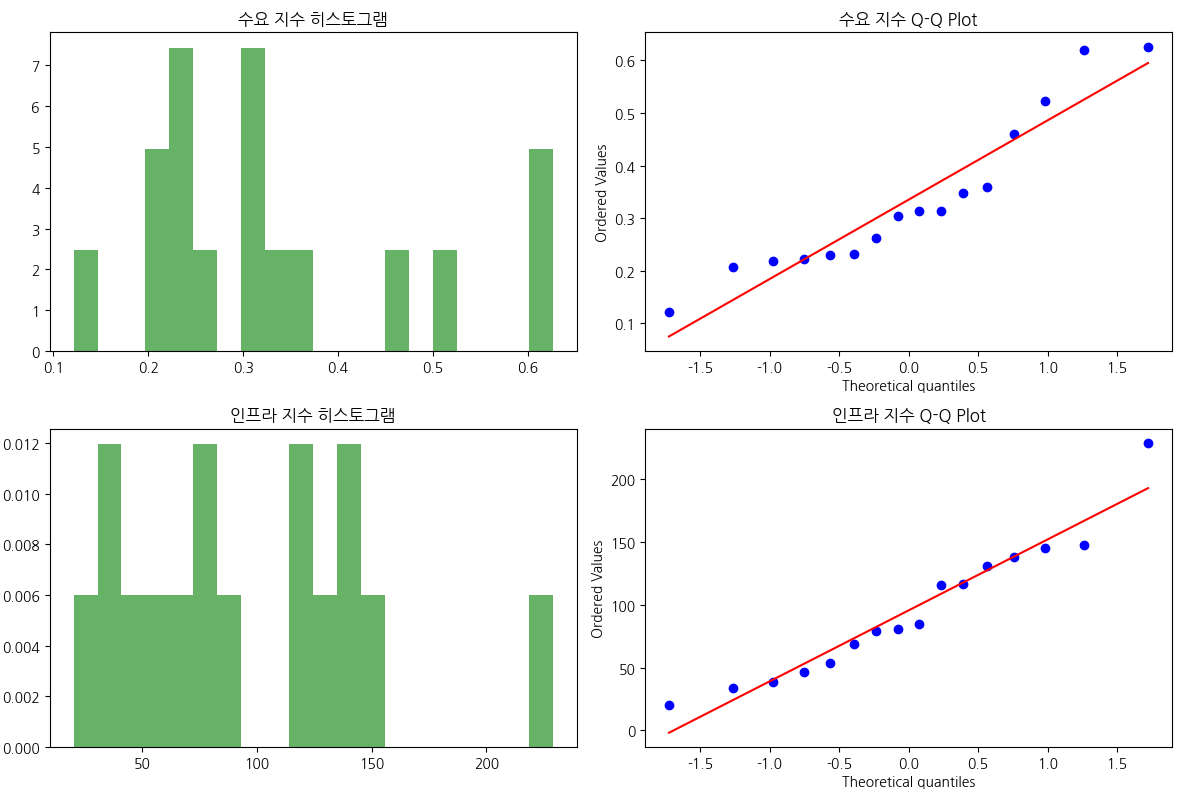 수요 지수 히스토그램
7
6
5
4
3
2
1
0
0.1 0.2 0.3 0.4 0.5 0.6
수요 지수 Q-Q Plot
Ordered Values
0.6
0.5
0.4
0.3
0.2
0.1
-1.5 -1.0 -0.5 0.0 0.5 1.0 1.5
Theoretical quantiles
인프라 지수 히스토그램
0.012
0.010
0.008
0.006
0.004
0.002
0.000
50 100 150 200
인프라 지수 Q-Q Plot
Ordered Values
200
150
100
50
0
-1.5 -1.0 -0.5 0.0 0.5 1.0 1.5
Theoretical quantiles